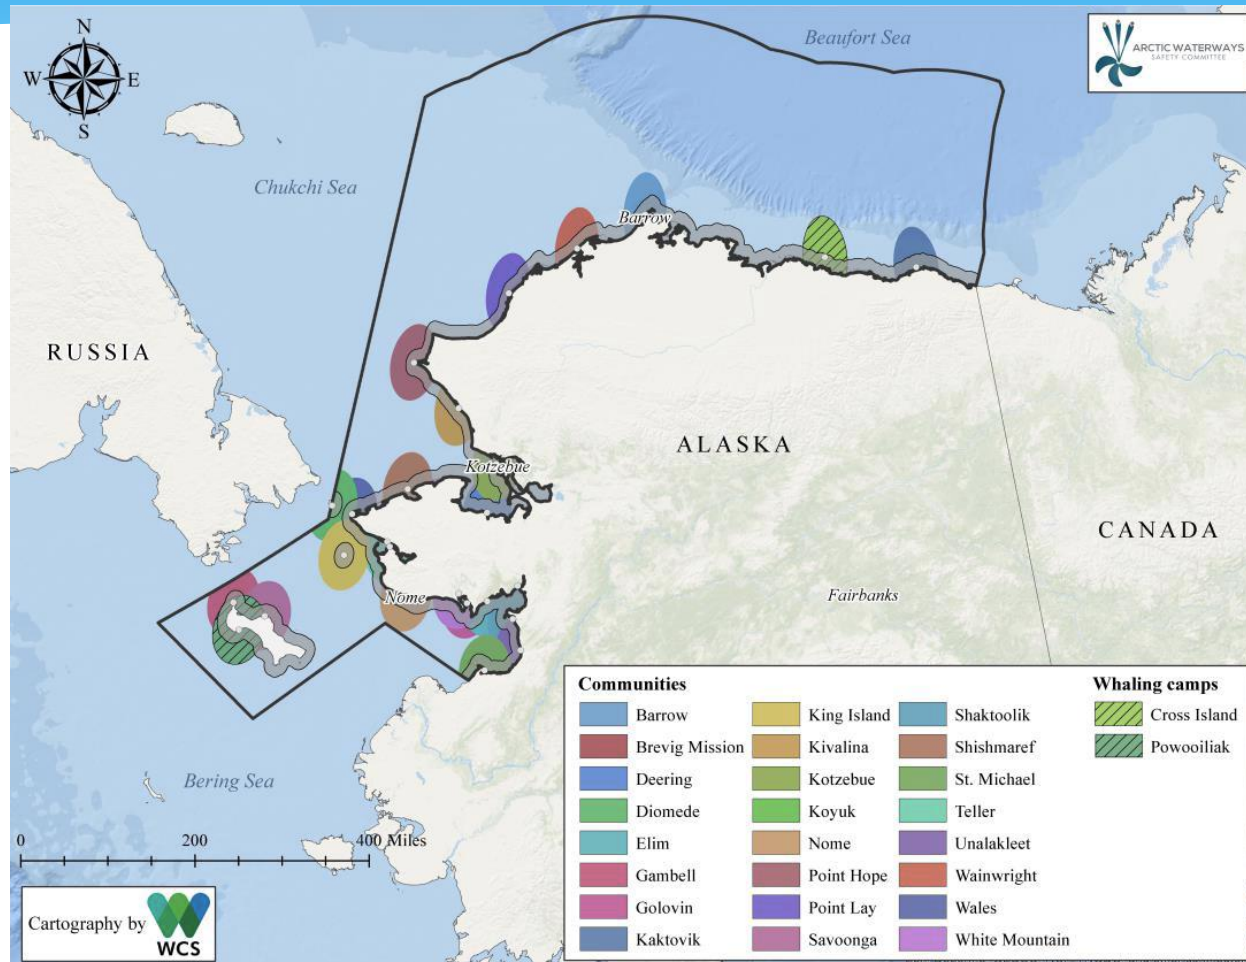 N
W
E
S
Beaufort Sea
ARCTIC WATERWAYS
SAFETY COMMITTEE
Chukchi Sea
Barrow
RUSSIA
ALASKA
Kotzebue
CANADA
Nome
Fairbanks
Bering Sea
0 200 400 Miles
Cartography by
WCS
Communities
Barrow
Brevig Mission
Deering
Diomede
Elim
Gambell
Golovin
Kaktovik
King Island
Kivalina
Kotzebue
Koyuk
Nome
Point Hope
Point Lay
Savoonga
Shaktoolik
Shishmaref
St. Michael
Teller
Unalakleet
Wainwright
Wales
White Mountain
Whaling camps
Cross Island
Powooiliak